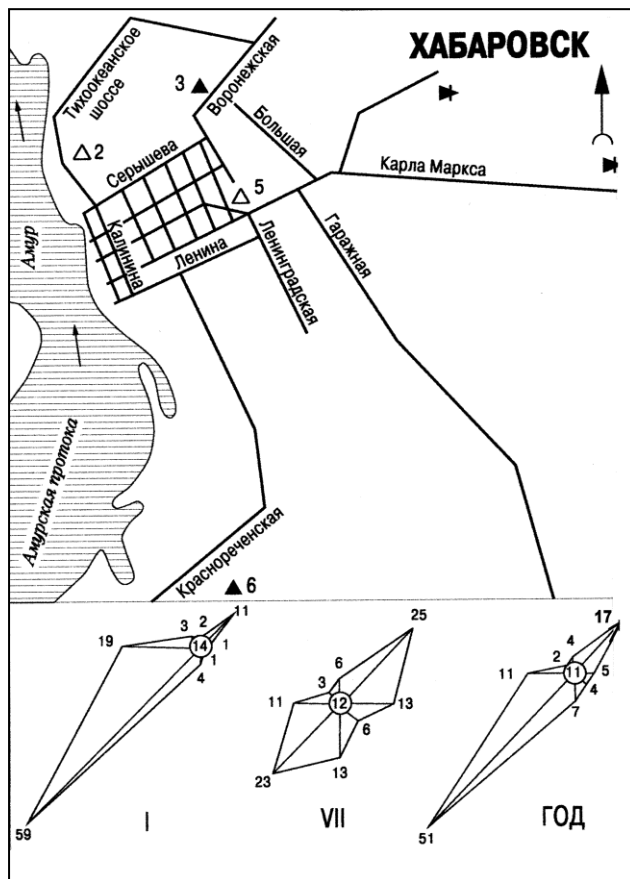 ХАБАРОВСК
Тихоокеанское
шоссе
3
Воронежская
Большая
2
Серышева
5
Карла Маркса
Калинина
Ленина
Ленинградская
Гаражная
Амур
Амурская протока
Краснореченская
6
11
2
3
14
19
1
1
4
59
I
25
6
3
12
11
13
6
13
23
VII
17
4
2
11
11
5
4
7
51
ГОД